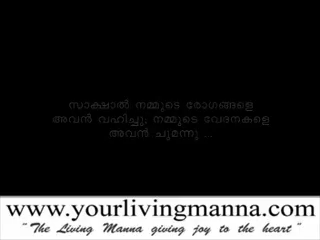 സാക്ഷാൽ നമ്മുടെ രോഗങ്ങളെ
അവൻ വഹിച്ചു; നമ്മുടെ വേദനകളെ
അവൻ ചുമന്നു ...
www.yourlivingmanna.com
"The Living Manna giving joy to the heart "